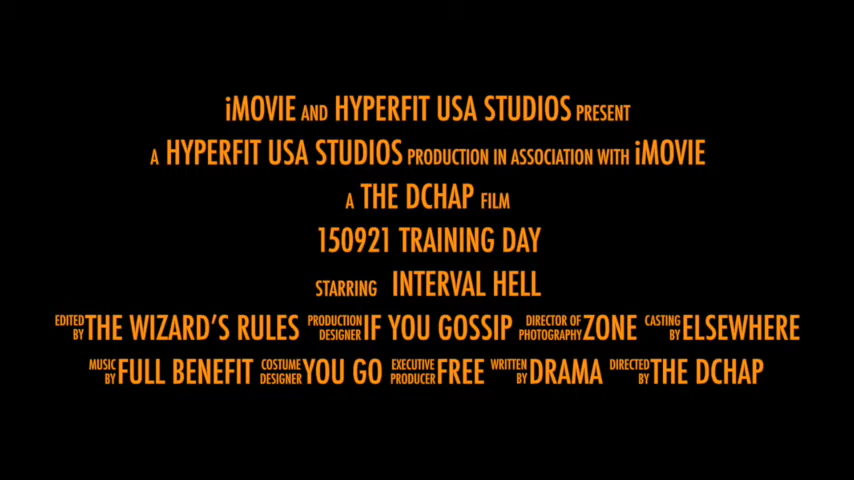 iMOVIE AND HYPERFIT USA STUDIOS PRESENT
A HYPERFIT USA STUDIOS PRODUCTION IN ASSOCIATION WITH iMOVIE
A THE DCHAP FILM
150921 TRAINING DAY
STARRING INTERVAL HELL
EDITED BY THE WIZARD'S RULES PRODUCTION DESIGNER IF YOU GOSSIP DIRECTOR OF PHOTOGRAPHY ZONE CASTING BY ELSEWHERE
MUSIC BY FULL BENEFIT COSTUME DESIGNER YOU GO EXECUTIVE PRODUCER FREE WRITTEN BY DRAMA DIRECTED BY THE DCHAP